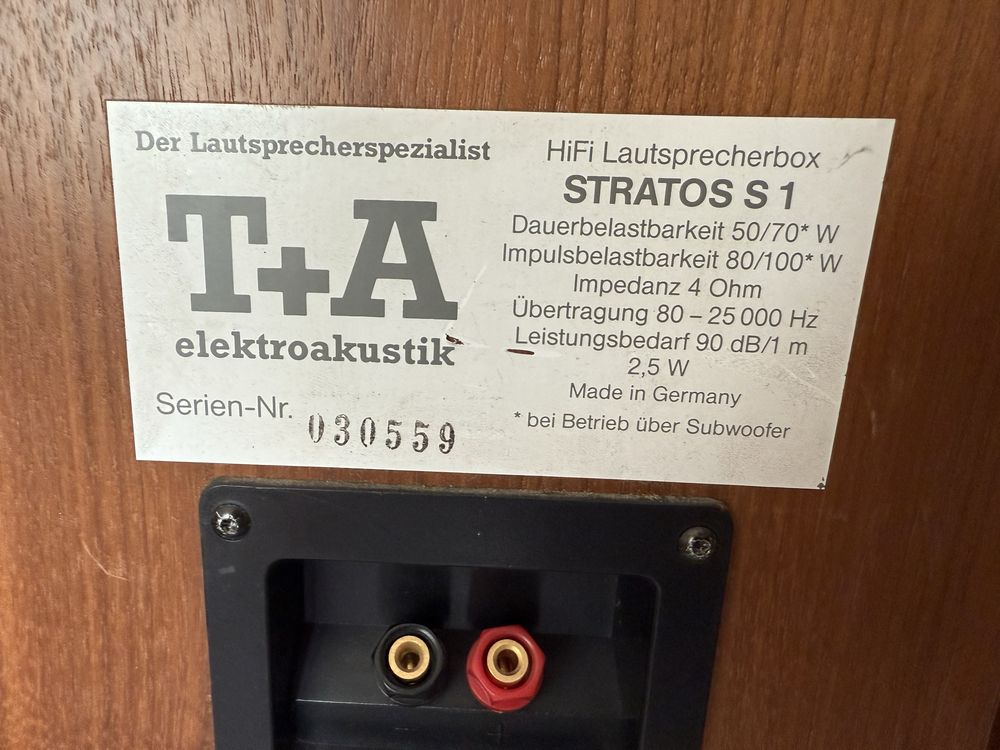 Der Lautsprecherspezialist
T+A
elektroakustik
Serien-Nr. 030559
HiFi Lautsprecherbox
STRATOS S 1
Dauerbelastbarkeit 50/70* W
Impulsbelastbarkeit 80/100* W
Impedanz 4 Ohm
Übertragung 80 – 25 000 Hz
Leistungsbedarf 90 dB/1 m
2,5 W
Made in Germany
* bei Betrieb über Subwoofer